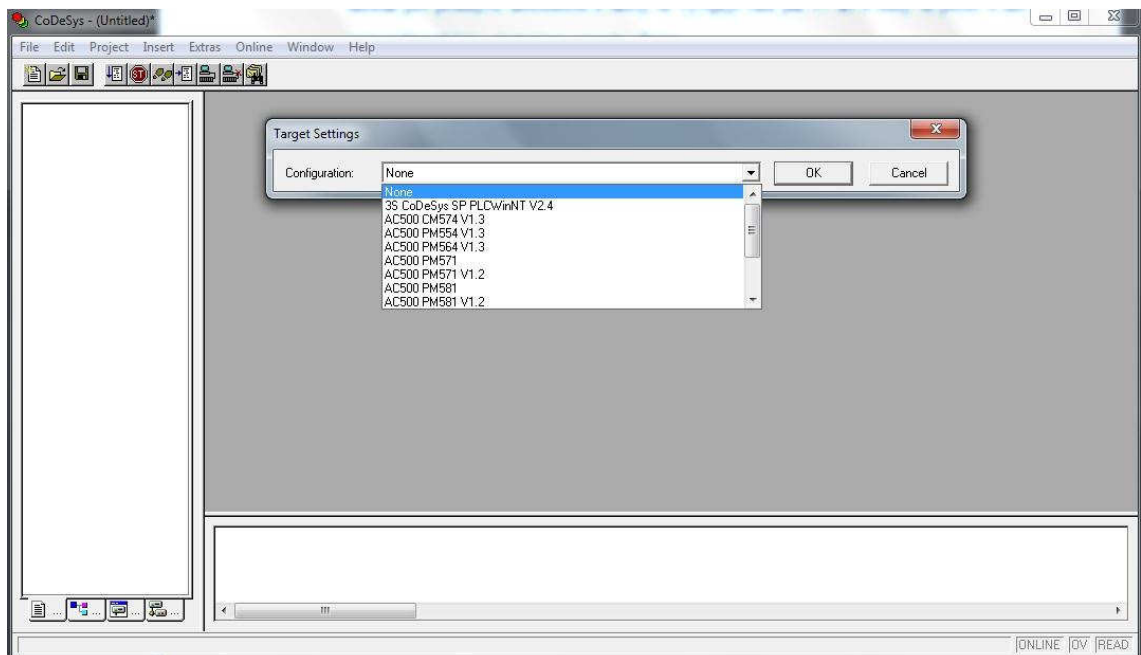 CoDeSys - (Untitled)*
File Edit Project Insert Extras Online Window Help
Target Settings
Configuration: None OK Cancel
None
3S CoDeSys SP PLCWinNT V2.4
AC500 CM574 V1.3
AC500 PM554 V1.3
AC500 PM564 V1.3
AC500 PM571
AC500 PM571 V1.2
AC500 PM581
AC500 PM581 V1.2
... ... ... ...
ONLINE OV READ